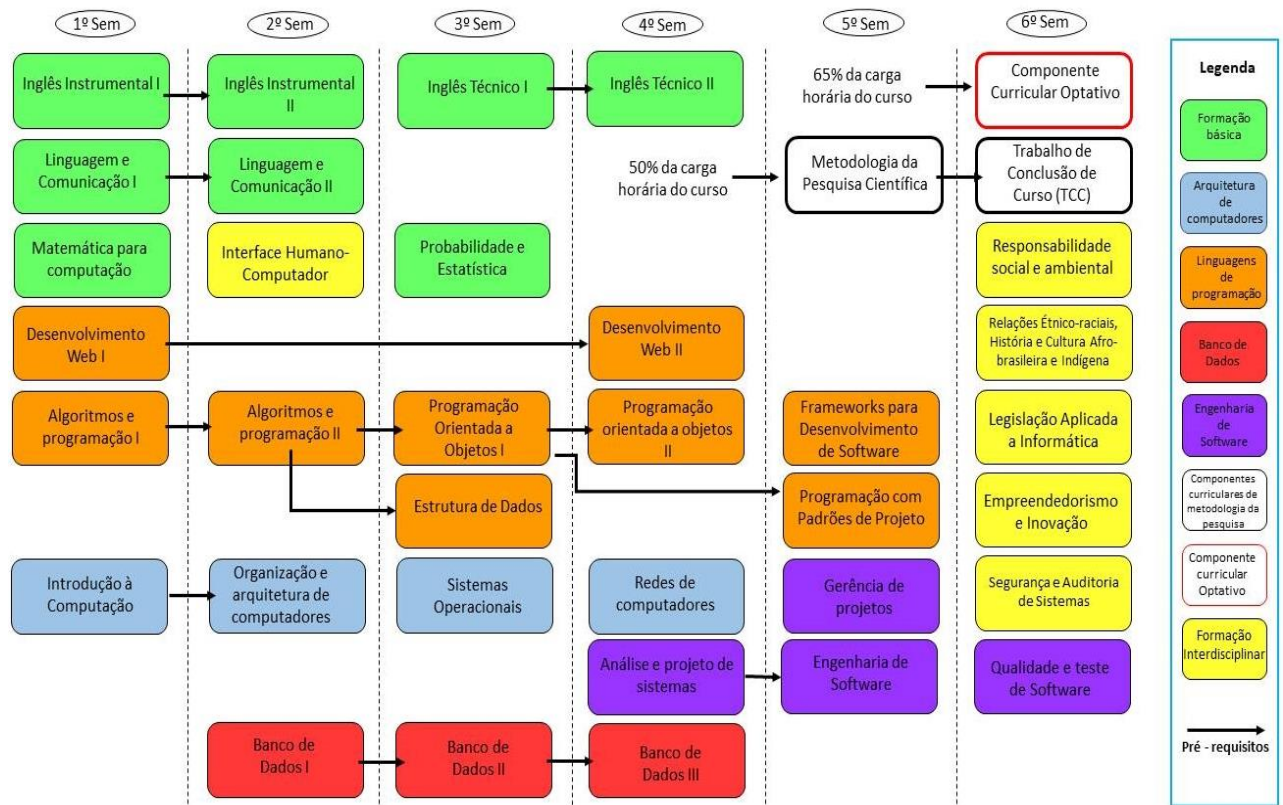 1º Sem
2º Sem
3º Sem
4º Sem
5º Sem
6º Sem
Inglês Instrumental I
Inglês Instrumental
II
Inglês Técnico I
Inglês Técnico II
65% da carga
horária do curso
Componente
Curricular Optativo
Linguagem e
Comunicação I
Linguagem e
Comunicação II
50% da carga
horária do curso
Metodologia da
Pesquisa Científica
Trabalho de
Conclusão de
Curso (TCC)
Matemática para
computação
Interface Humano-
Computador
Probabilidade e
Estatística
Responsabilidade
social e ambiental
Desenvolvimento
Web I
Desenvolvimento
Web II
Relações Étnico-raciais,
História e Cultura Afro-
brasileira e Indígena
Algoritmos e
programação I
Algoritmos e
programação II
Programação
Orientada a
Objetos I
Programação
orientada a objetos
II
Frameworks para
Desenvolvimento
de Software
Legislação Aplicada
a Informática
Estrutura de Dados
Programação com
Padrões de Projeto
Empreendedorismo
e Inovação
Introdução à
Computação
Organização e
arquitetura de
computadores
Sistemas
Operacionais
Redes de
computadores
Gerência de
projetos
Segurança e Auditoria
de Sistemas
Análise e projeto de
sistemas
Engenharia de
Software
Qualidade e teste
de Software
Banco de
Dados I
Banco de
Dados II
Banco de
Dados III
Legenda
Formação
básica
Arquitetura
de
computadores
Linguagens
de
programação
Banco de
Dados
Engenharia
de
Software
Componentes
curriculares de
metodologia da
pesquisa
Componente
curricular
Optativo
Formação
Interdisciplinar
Pré - requisitos